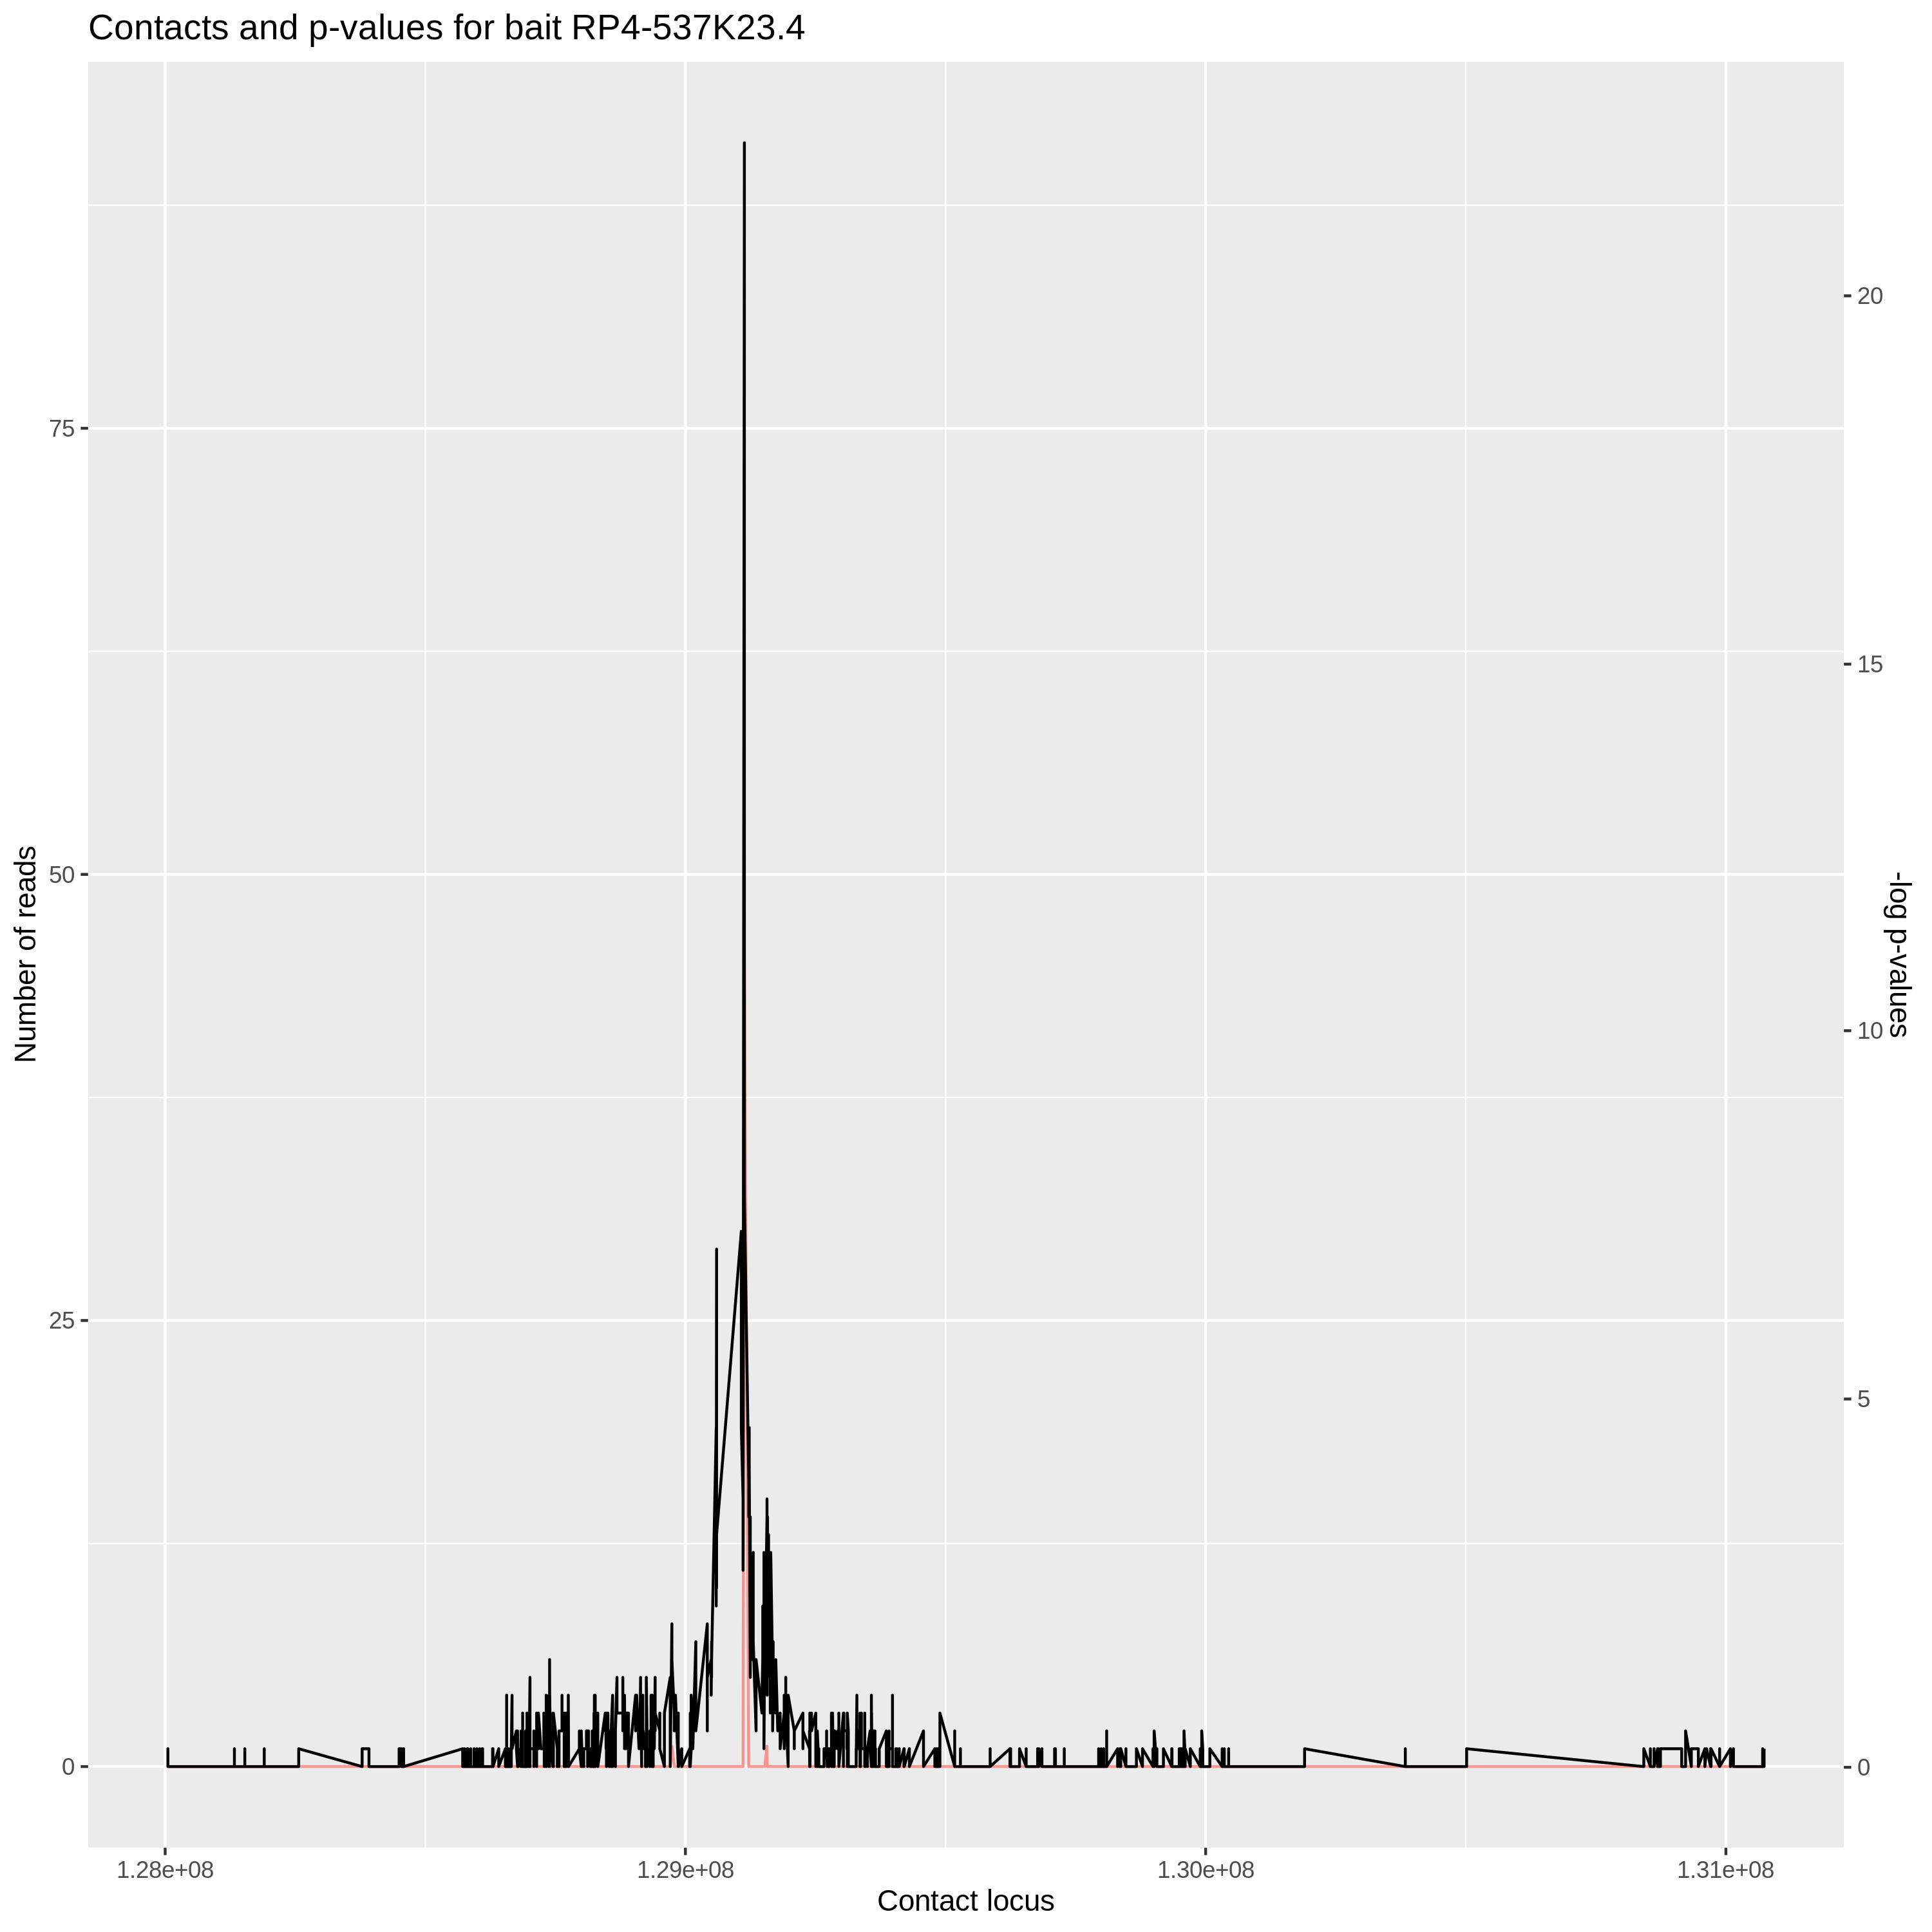 Contacts and p-values for bait RP4-537K23.4
75
50
25
0
Number of reads
20
15
10
5
0
-log p-values
1.28e+08
1.29e+08
1.30e+08
1.31e+08
Contact locus